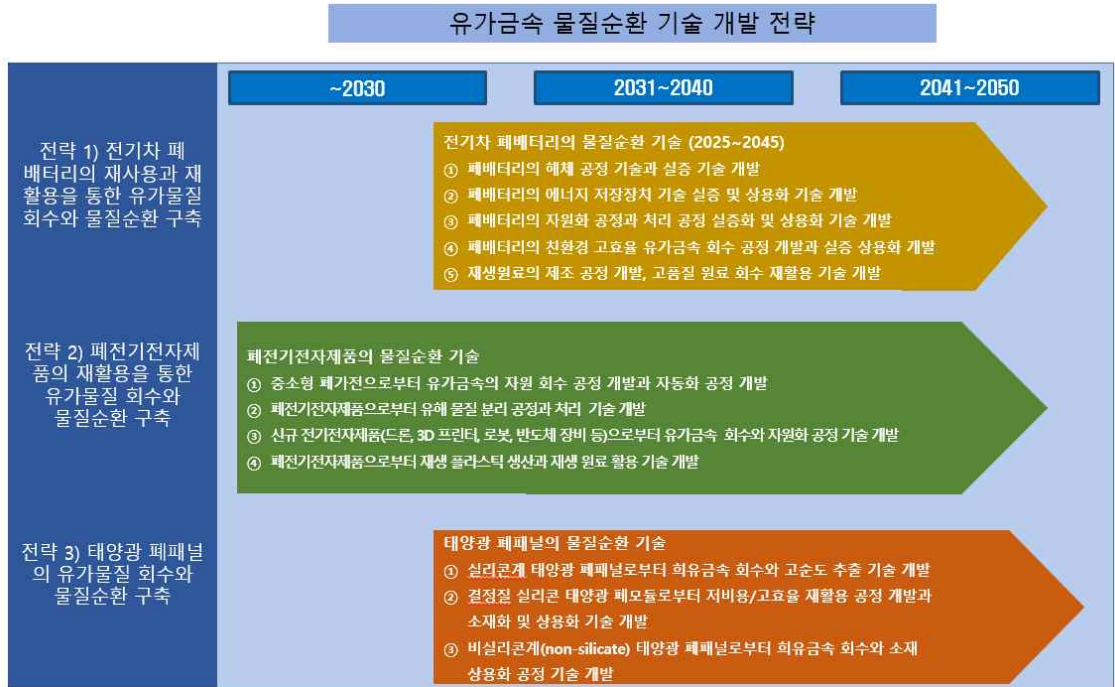 유가금속 물질순환 기술 개발 전략
~2030
2031~2040
2041~2050
전략 1) 전기차 폐
배터리의 재사용과 재
활용을 통한 유가물질
회수와 물질순환 구축
전기차 폐배터리의 물질순환 기술 (2025~2045)
① 폐배터리의 해체 공정 기술과 실증 기술 개발
② 폐배터리의 에너지 저장장치 기술 실증 및 상용화 기술 개발
③ 폐배터리의 자원화 공정과 처리 공정 실증화 및 상용화 기술 개발
④ 폐배터리의 친환경 고효율 유가금속 회수 공정 개발과 실증 상용화 개발
⑤ 재생원료의 제조 공정 개발, 고품질 원료 회수 재활용 기술 개발
전략 2) 폐전기전자제
품의 재활용을 통한
유가물질 회수와
물질순환 구축
폐전기전자제품의 물질순환 기술
① 중소형 폐가전으로부터 유가금속의 자원 회수 공정 개발과 자동화 공정 개발
② 폐전기전자제품으로부터 유해 물질 분리 공정과 처리 기술 개발
③ 신규 전기전자제품(드론, 3D 프린터, 로봇, 반도체 장비 등)으로부터 유가금속 회수와 자원화 공정 기술 개발
④ 폐전기전자제품으로부터 재생 플라스틱 생산과 재생 원료 활용 기술 개발
전략 3) 태양광 폐패널
의 유가물질 회수와
물질순환 구축
태양광 폐패널의 물질순환 기술
① 실리콘계 태양광 폐패널로부터 희유금속 회수와 고순도 추출 기술 개발
② 결정질 실리콘 태양광 폐모듈로부터 저비용/고효율 재활용 공정 개발과
소재화 및 상용화 기술 개발
③ 비실리콘계(non-silicate) 태양광 폐패널로부터 희유금속 회수와 소재
상용화 공정 기술 개발